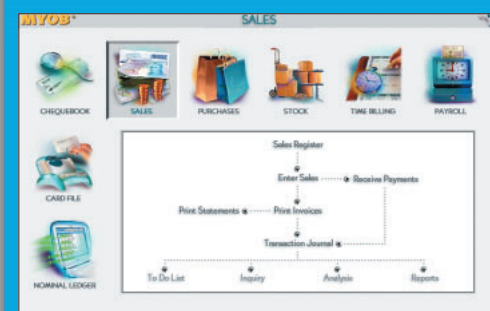 MYOB
SALES
CHEQUEBOOK
SALES
PURCHASES
STOCK
TIME BILLING
PAYROLL
CARD FILE
NOMINAL LEDGER
Sales Register
Enter Sales
Receive Payments
Print Statements
Print Invoices
Transaction Journal
To Do List
Inquiry
Analysis
Reports